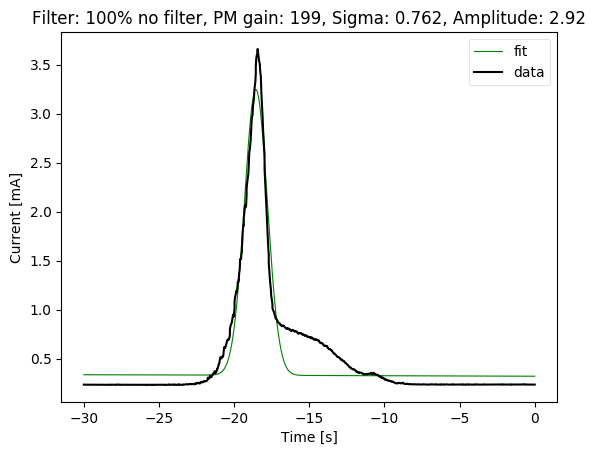 Filter: 100% no filter, PM gain: 199, Sigma: 0.762, Amplitude: 2.92
fit
data
3.5
3.0
2.5
2.0
1.5
1.0
0.5
Current [mA]
−30
−25
−20
−15
−10
−5
0
Time [s]